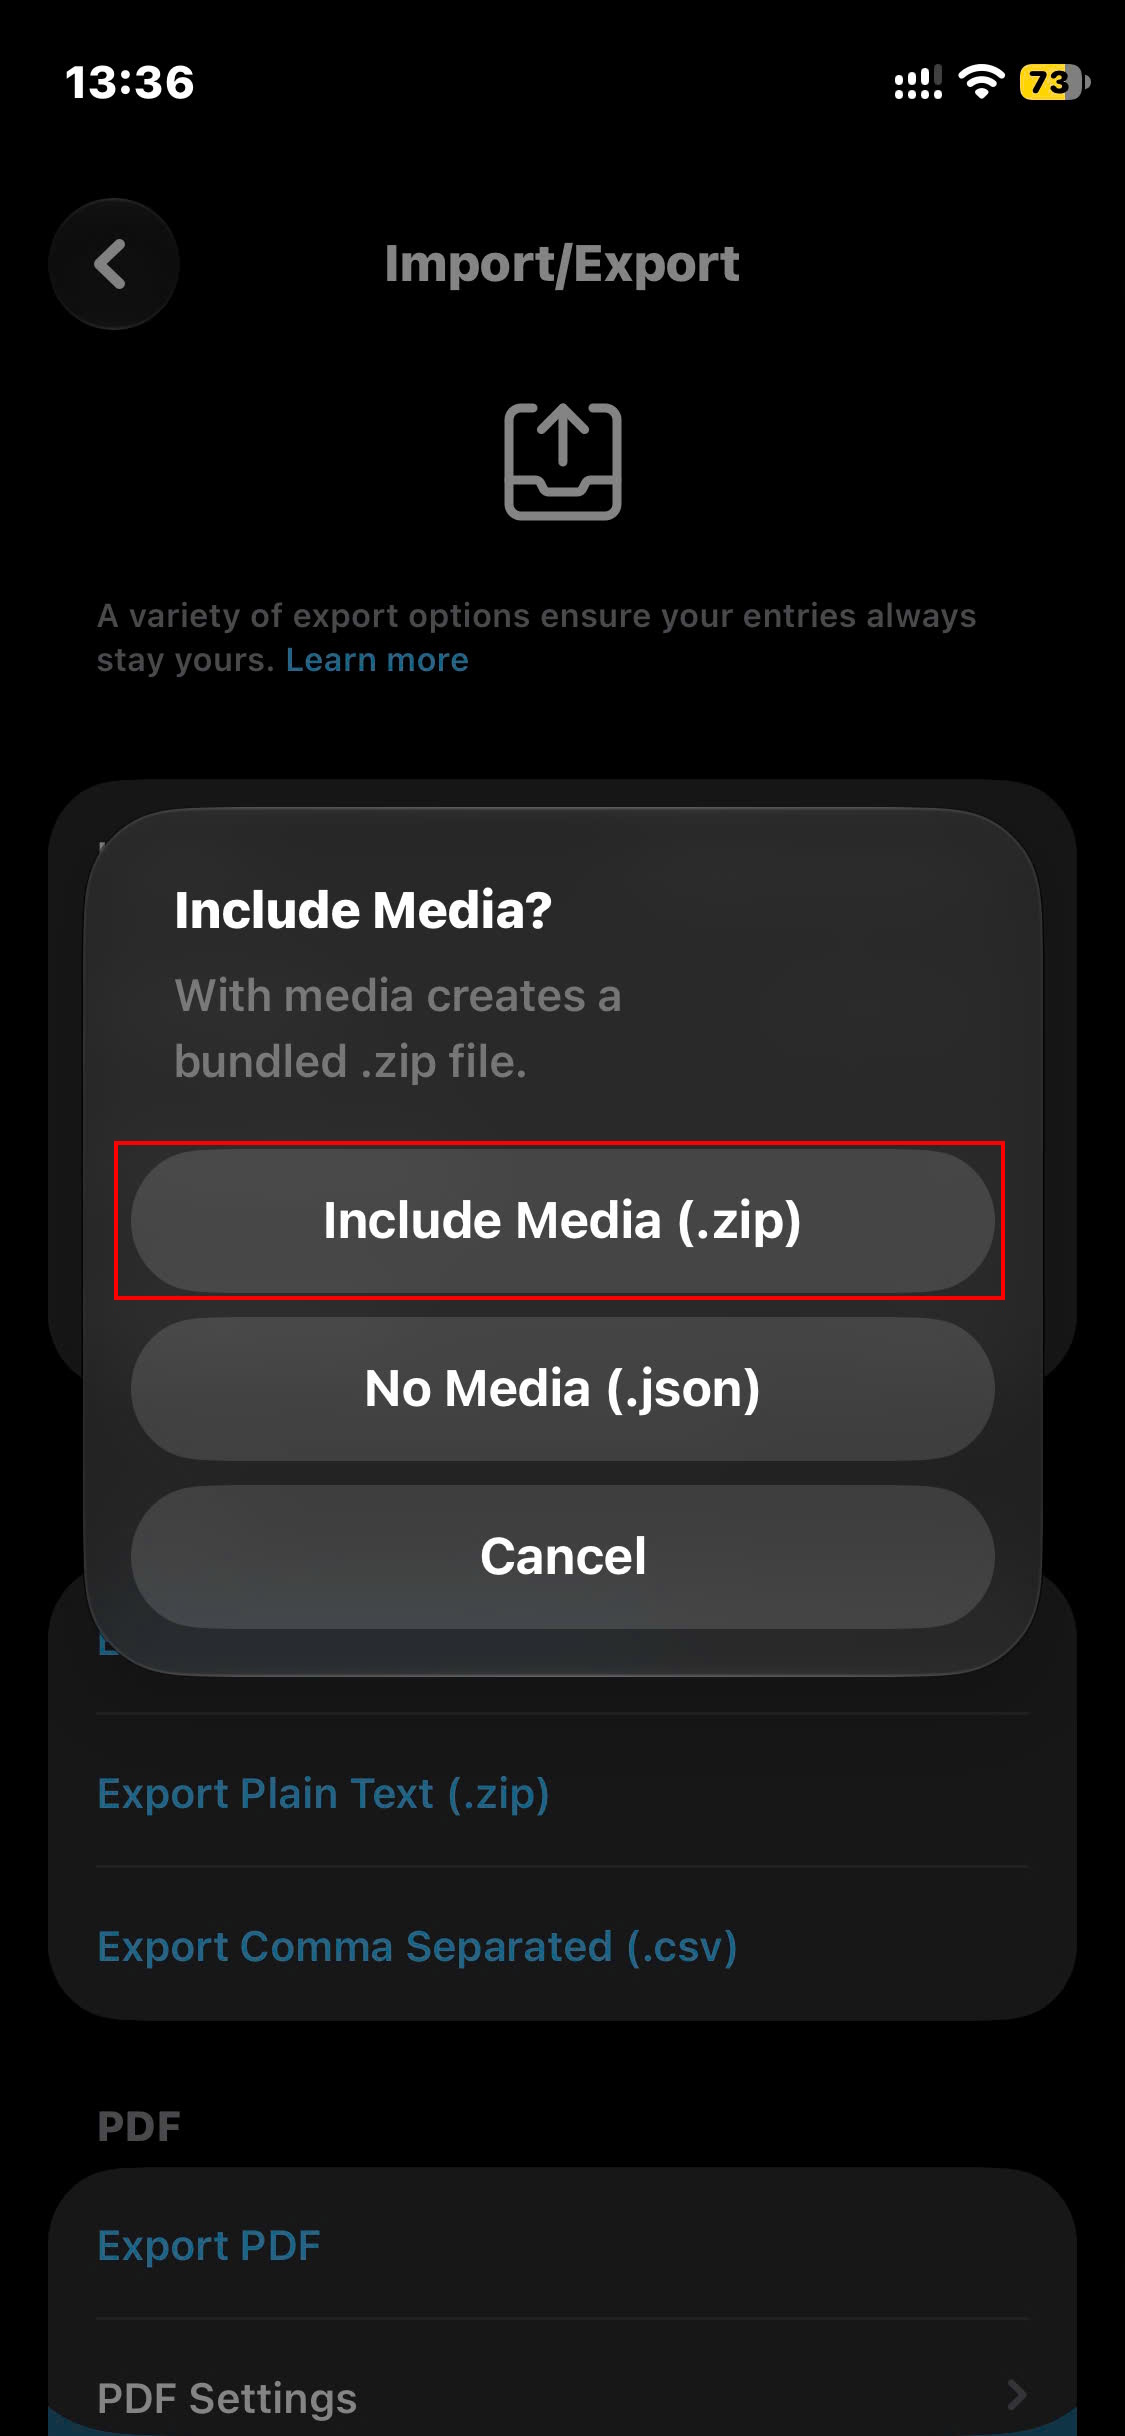 13:36
73
Import/Export
A variety of export options ensure your entries always
stay yours. Learn more
Include Media?
With media creates a
bundled .zip file.
Include Media (.zip)
No Media (.json)
Cancel
Export Plain Text (.zip)
Export Comma Separated (.csv)
PDF
Export PDF
PDF Settings